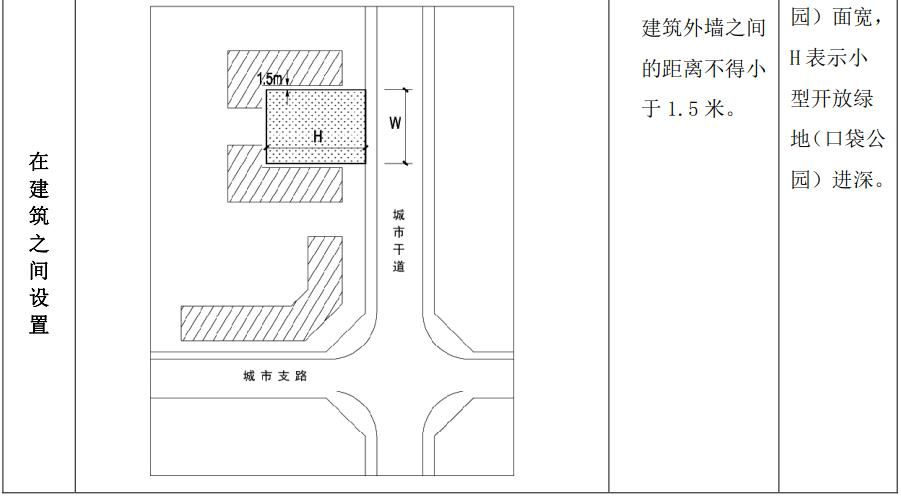 在
建
筑
之
间
设
置
1.5m
H
W
城
市
干
道
城市支路
建筑外墙之间
的距离不得小
于 1.5 米。
园）面宽，
H 表示小
型开放绿
地（口袋公
园）进深。